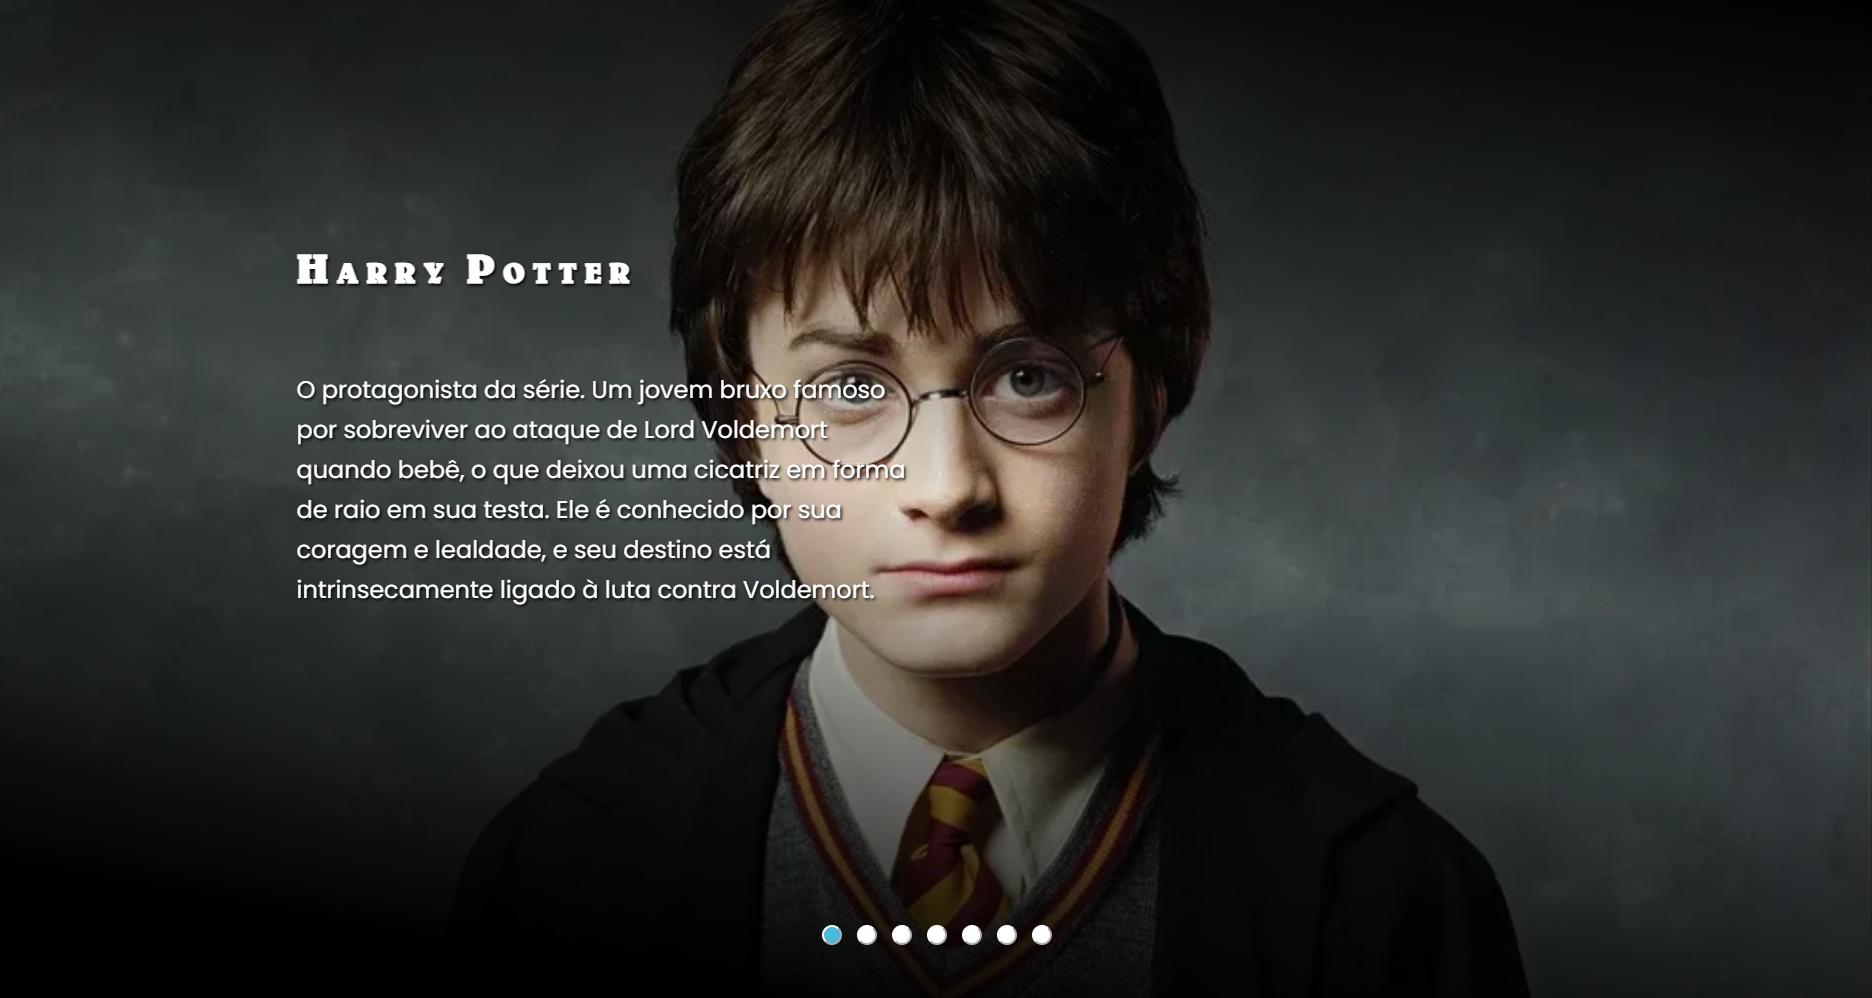 Harry Potter
O protagonista da série. Um jovem bruxo famoso
por sobreviver ao ataque de Lord Voldemort
quando bebê, o que deixou uma cicatriz em forma
de raio em sua testa. Ele é conhecido por sua
coragem e lealdade, e seu destino está
intrinsecamente ligado à luta contra Voldemort.